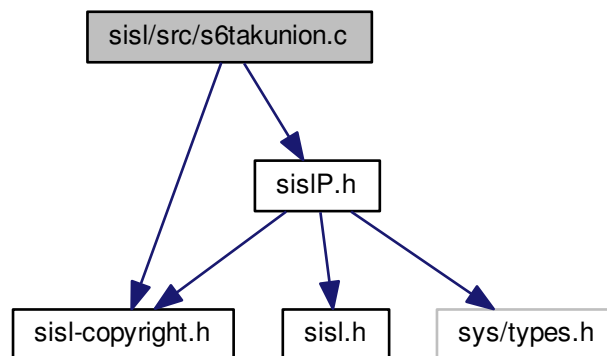 sisl/src/s6takunion.c
sislP.h
sisl-copyright.h
sisl.h
sys/types.h